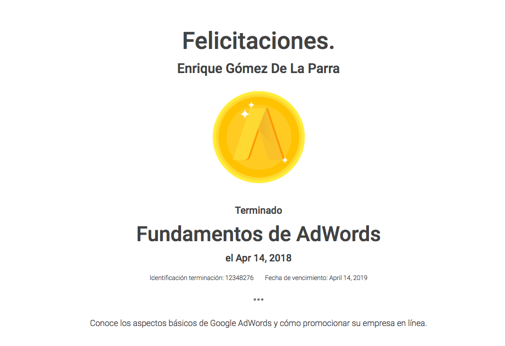 Felicitaciones.
Enrique Gómez De La Parra
Terminado
Fundamentos de AdWords
el Apr 14, 2018
Identificación terminación: 12348276 Fecha de vencimiento: April 14, 2019
•••
Conoce los aspectos básicos de Google AdWords y cómo promocionar su empresa en línea.